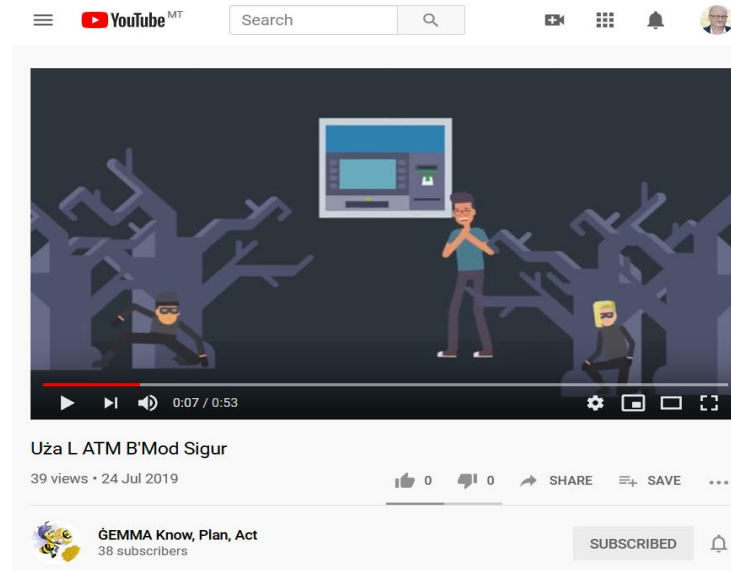 YouTube MT
Search
0:07 / 0:53
Uża L ATM B'Mod Sigur
39 views • 24 Jul 2019
0
0
SHARE
SAVE
ĠEMMA Know, Plan, Act
38 subscribers
SUBSCRIBED